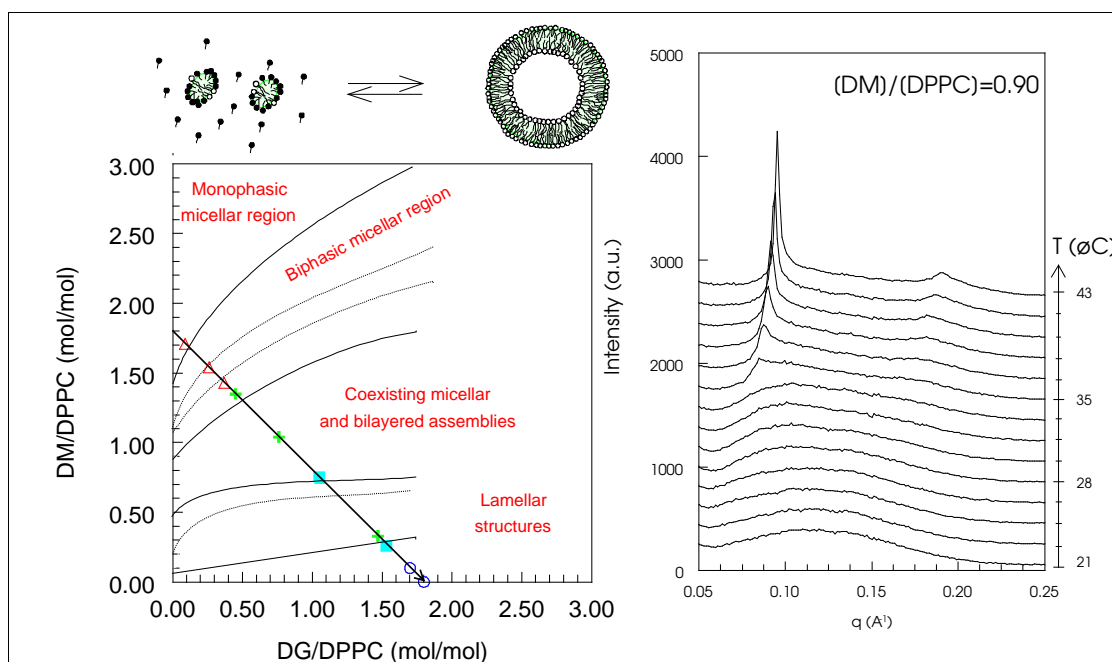 3.00
2.50
2.00
1.50
1.00
0.50
0.00
DM/DPPC (mol/mol)
Monophasic
micellar region
Biphasic micellar region
Coexisting micellar
and bilayered assemblies
Lamellar
structures
0.00 0.50 1.00 1.50 2.00 2.50 3.00
DG/DPPC (mol/mol)
(DM)/(DPPC)=0.90
5000
4000
3000
2000
1000
0
Intensity (a.u.)
T (øC)
43
35
28
21
0.05 0.10 0.15 0.20 0.25
q (A¹)